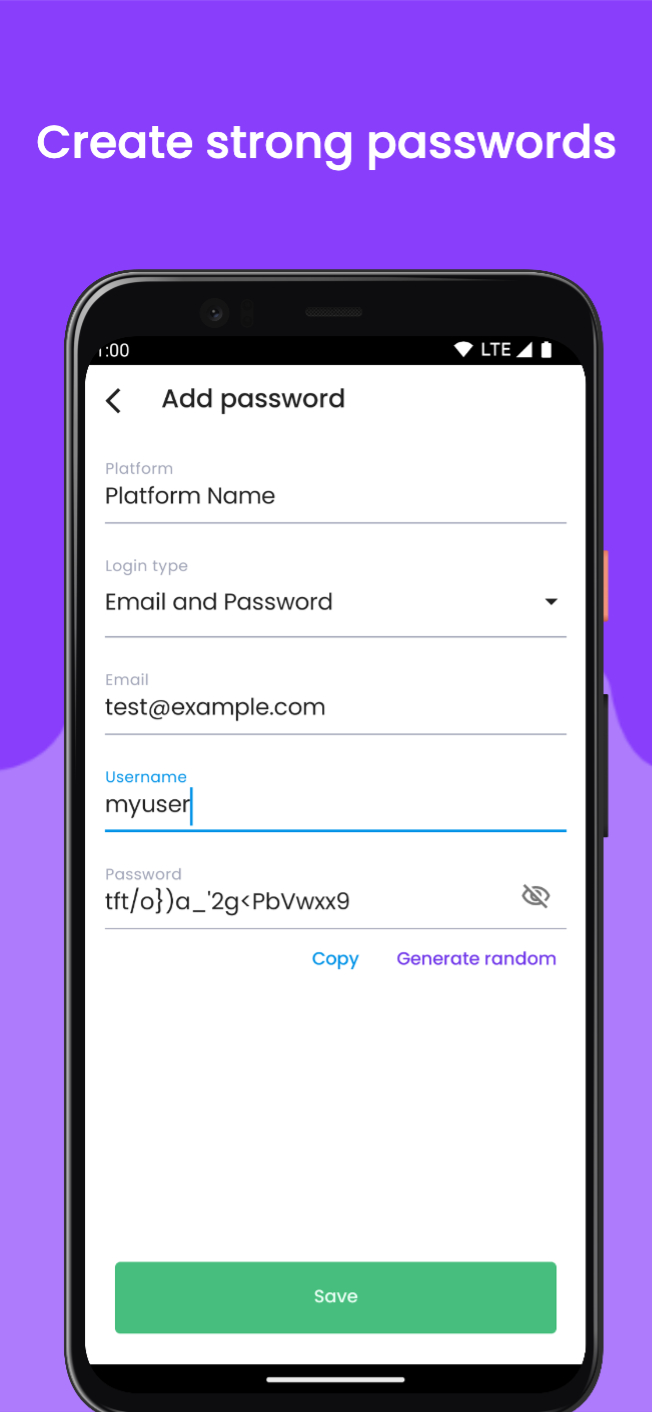 Create strong passwords
1:00
LTE
Add password
Platform
Platform Name
Login type
Email and Password
Email
test@example.com
Username
myuser
Password
tft/o})a_'2g<PbVwxx9
Copy
Generate random
Save